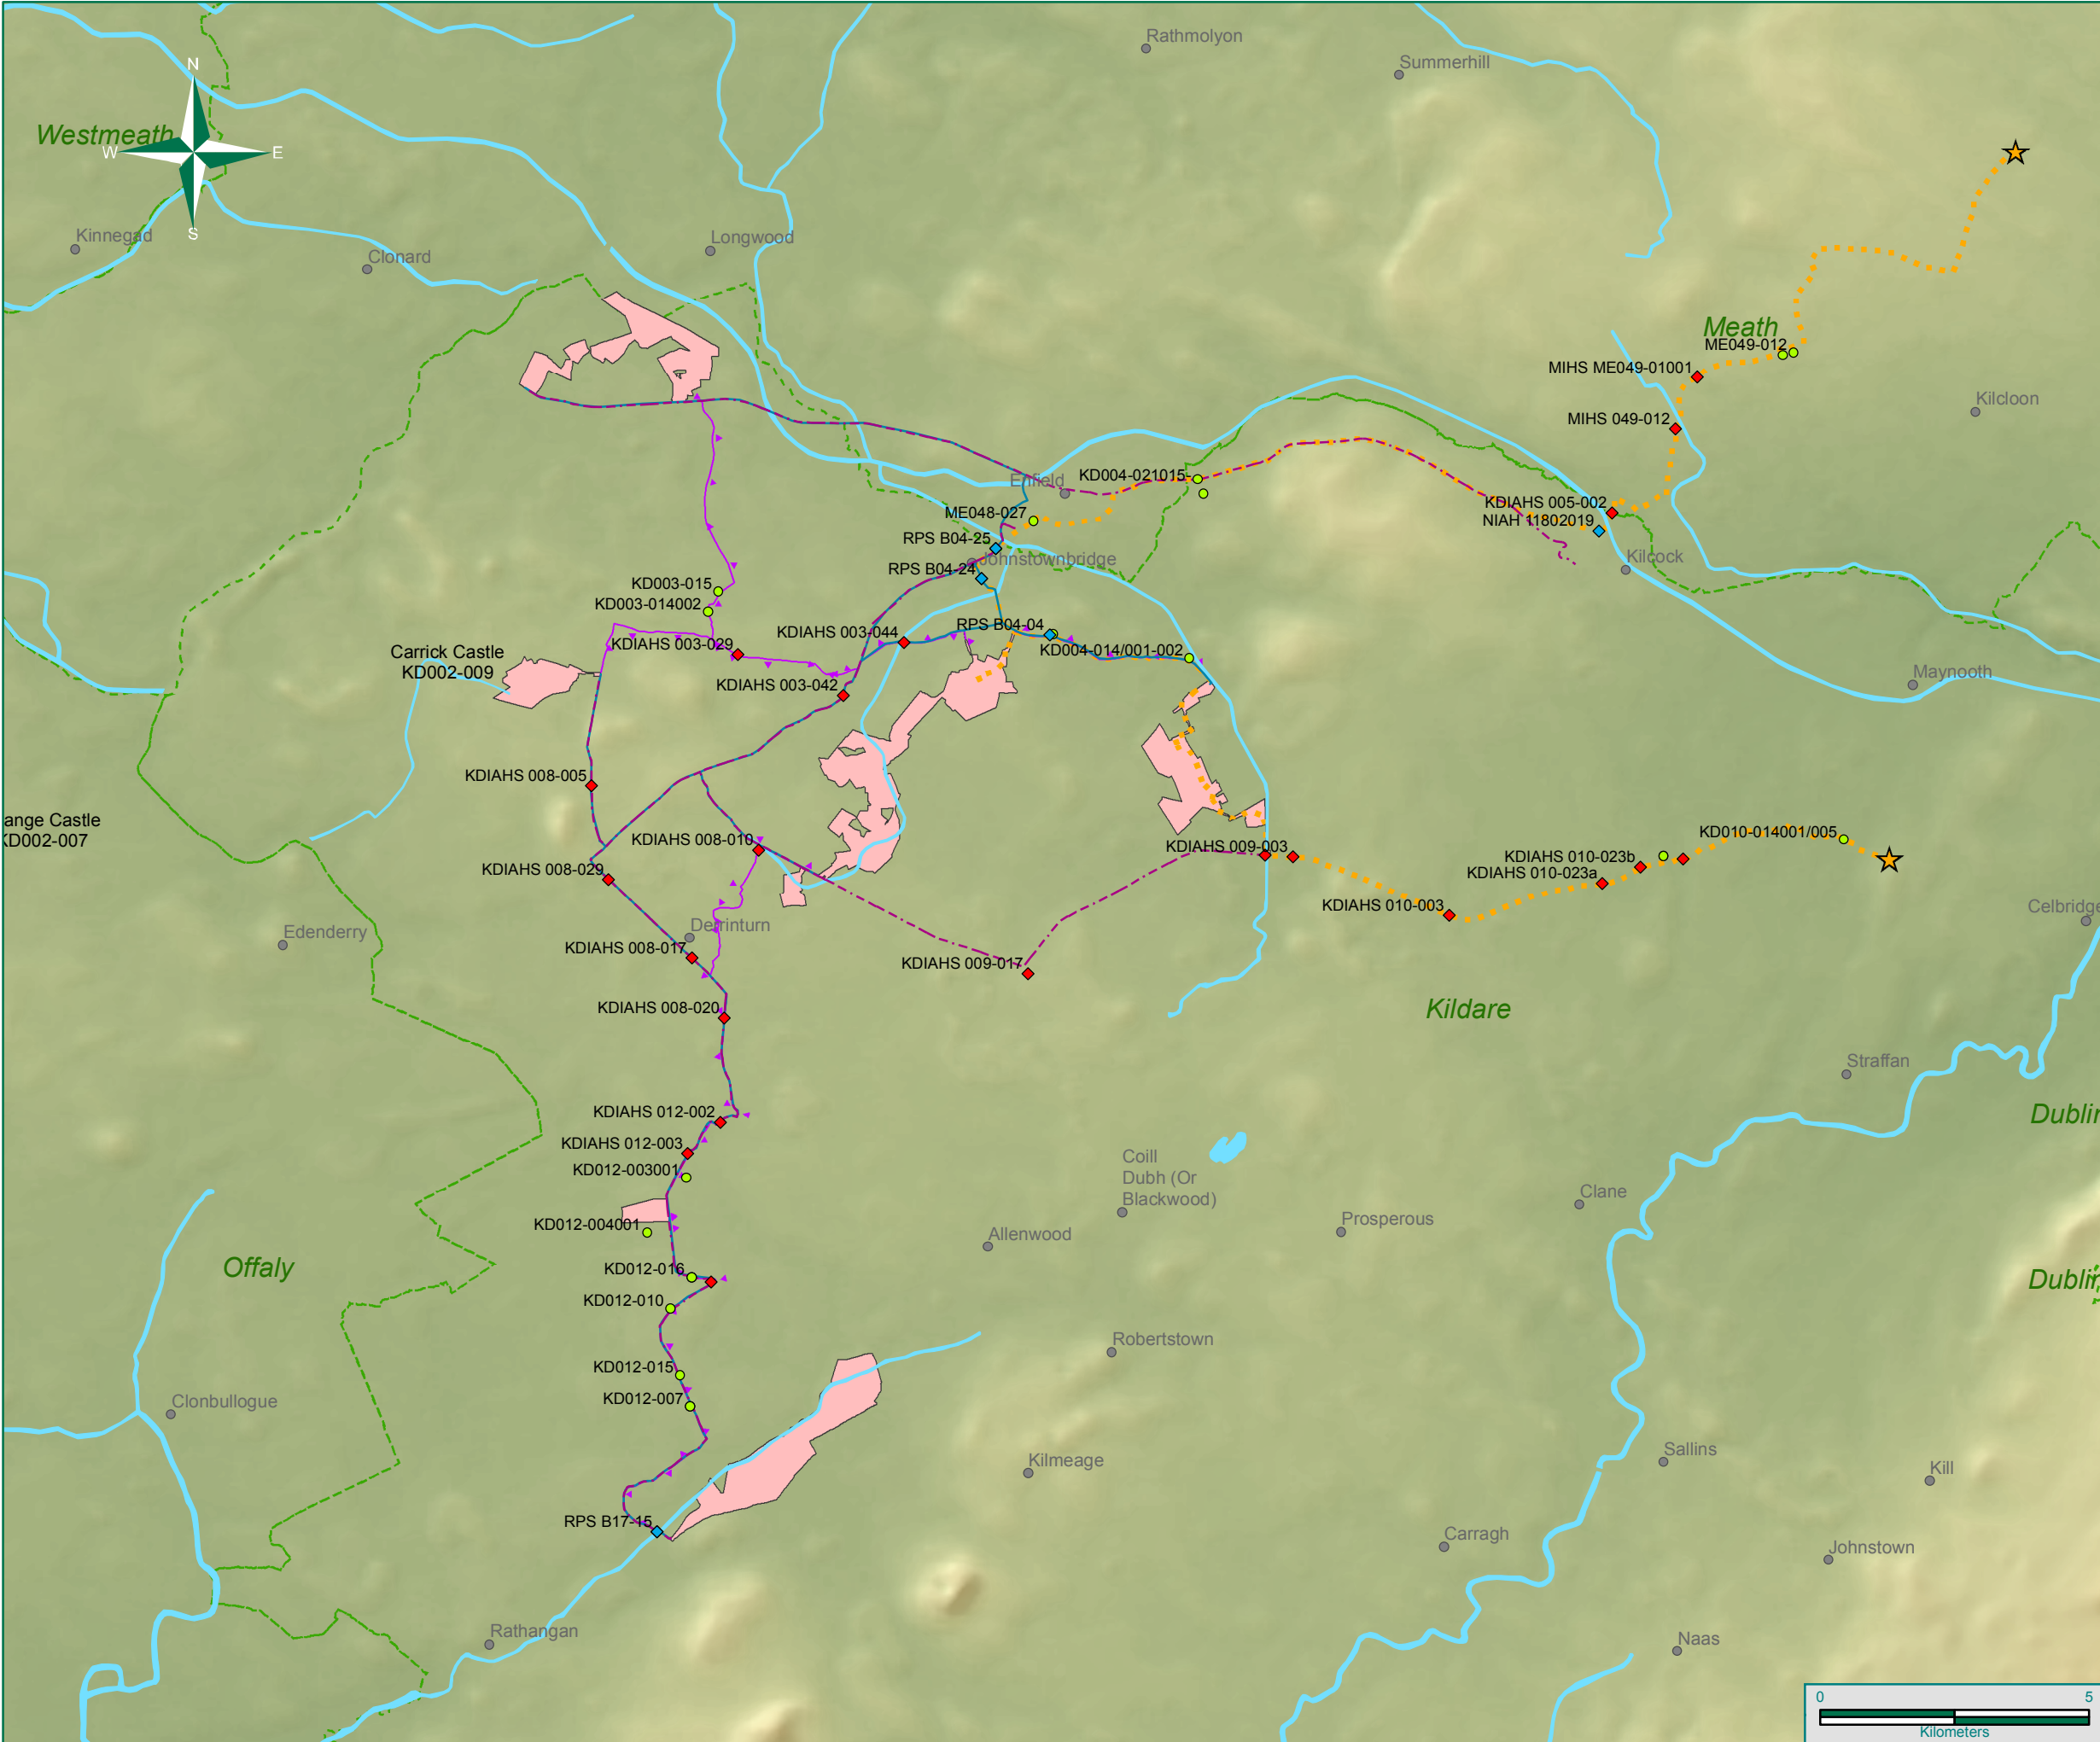 Rathmolyon
Summerhill
N
Westmeath
W
E
S
Kinnegad
Clonard
Longwood
Meath
ME049-012
MIHS ME049-01001
Kilcloon
MIHS 049-012
KD004-021015
Enfield
KDIAHS 005-002
ME048-027
NIAH 11802019
RPS B04-25
Johnstownbridge
Kilcock
RPS B04-24
KD003-015
KD003-014002
RPS B04-04
KDIAHS 003-044
KDIAHS 003-029
Carrick Castle
KD002-009
KD004-014/001-002
Maynooth
KDIAHS 003-042
KDIAHS 008-005
ange Castle
KD002-007
KD010-014001/005
KDIAHS 008-010
KDIAHS 009-003
KDIAHS 010-023b
KDIAHS 008-029
KDIAHS 010-023a
KDIAHS 010-003
Celbridge
Derrinturn
Edenderry
KDIAHS 008-017
KDIAHS 009-017
KDIAHS 008-020
Kildare
Straffan
KDIAHS 012-002
Dublin
KDIAHS 012-003
Coill
Dubh (Or
Blackwood)
KD012-003001
Clane
KD012-004001
Prosperous
Allenwood
Offaly
KD012-016
Dublin
KD012-010
Robertstown
KD012-015
KD012-007
Clonbullogue
Sallins
Kilmeage
Kill
RPS B17-15
Carragh
Johnstown
Rathangan
Naas
0
5
Kilometers